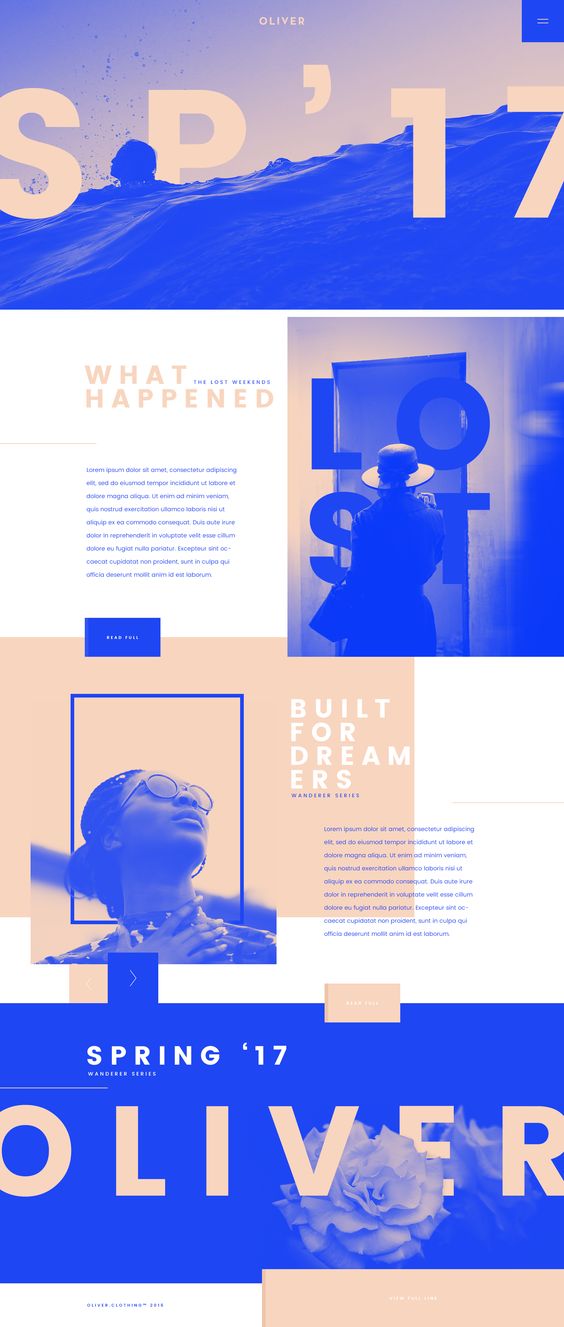 OLIVER
SP’17
WHAT
THE LOST WEEKENDS
HAPPENED
Lorem ipsum dolor sit amet, consectetur adipiscing
elit, sed do eiusmod tempor incididunt ut labore et
dolore magna aliqua. Ut enim ad minim veniam,
quis nostrud exercitation ullamco laboris nisi ut
aliquip ex ea commodo consequat. Duis aute irure
dolor in reprehenderit in voluptate velit esse cillum
dolore eu fugiat nulla pariatur. Excepteur sint oc-
caecat cupidatat non proident, sunt in culpa qui
officia deserunt mollit anim id est laborum.
READ FULL
LO
ST
BUILT
FOR
DREAM
ERS
WANDERER SERIES
Lorem ipsum dolor sit amet, consectetur adipiscing
elit, sed do eiusmod tempor incididunt ut labore et
dolore magna aliqua. Ut enim ad minim veniam,
quis nostrud exercitation ullamco laboris nisi ut
aliquip ex ea commodo consequat. Duis aute irure
dolor in reprehenderit in voluptate velit esse cillum
dolore eu fugiat nulla pariatur. Excepteur sint oc-
caecat cupidatat non proident, sunt in culpa qui
officia deserunt mollit anim id est laborum.
READ FULL
SPRING ‘17
WANDERER SERIES
OLIVER
VIEW FULL LINE
OLIVER.CLOTHING™ 2016